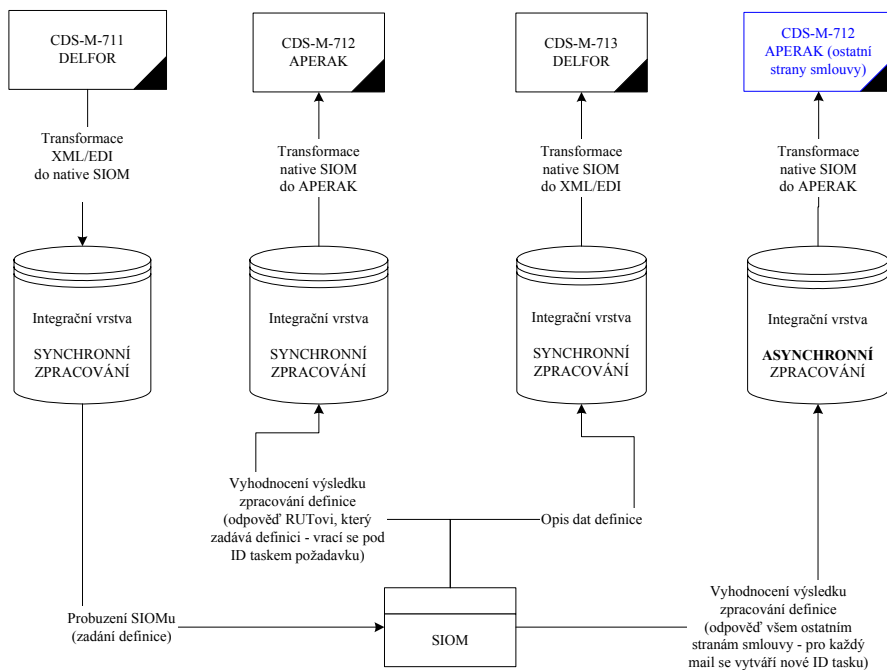 CDS-M-711
DELFOR
CDS-M-712
APERAK
CDS-M-713
DELFOR
CDS-M-712
APERAK (ostatní
strany smlouvy)
Transformace
XML/EDI
do native SIOM
Transformace
native SIOM
do APERAK
Transformace
native SIOM
do XML/EDI
Transformace
native SIOM
do APERAK
Integrační vrstva
SYNCHRONNÍ
ZPRACOVÁNÍ
Integrační vrstva
SYNCHRONNÍ
ZPRACOVÁNÍ
Integrační vrstva
SYNCHRONNÍ
ZPRACOVÁNÍ
Integrační vrstva
ASYNCHRONNÍ
ZPRACOVÁNÍ
Vyhodnocení výsledku
zpracování definice
(odpověď RUTovi, který
zadává definici - vrací se pod
ID taskem požadavku)
Opis dat definice
Probuzení SIOMu
(zadání definice)
SIOM
Vyhodnocení výsledku
zpracování definice
(odpověď všem ostatním
stranám smlouvy - pro každý
mail se vytváří nové ID tasku)